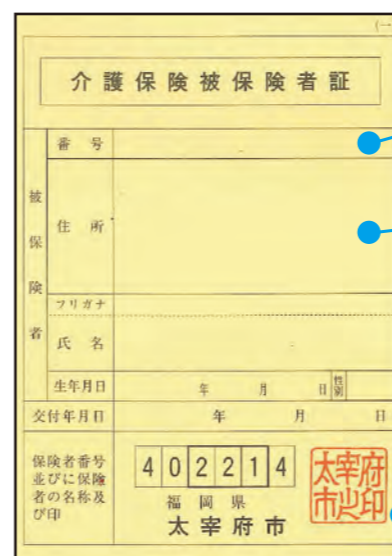 (一
介護保険被保険者証
被保険者
番号
住所
フリガナ
氏名
生年月日 年 月 日 性別
交付年月日 年 月 日
保険者番号
並びに保険
者の名称及
び印
402214
福岡県
太宰府市
太宰府
市之印